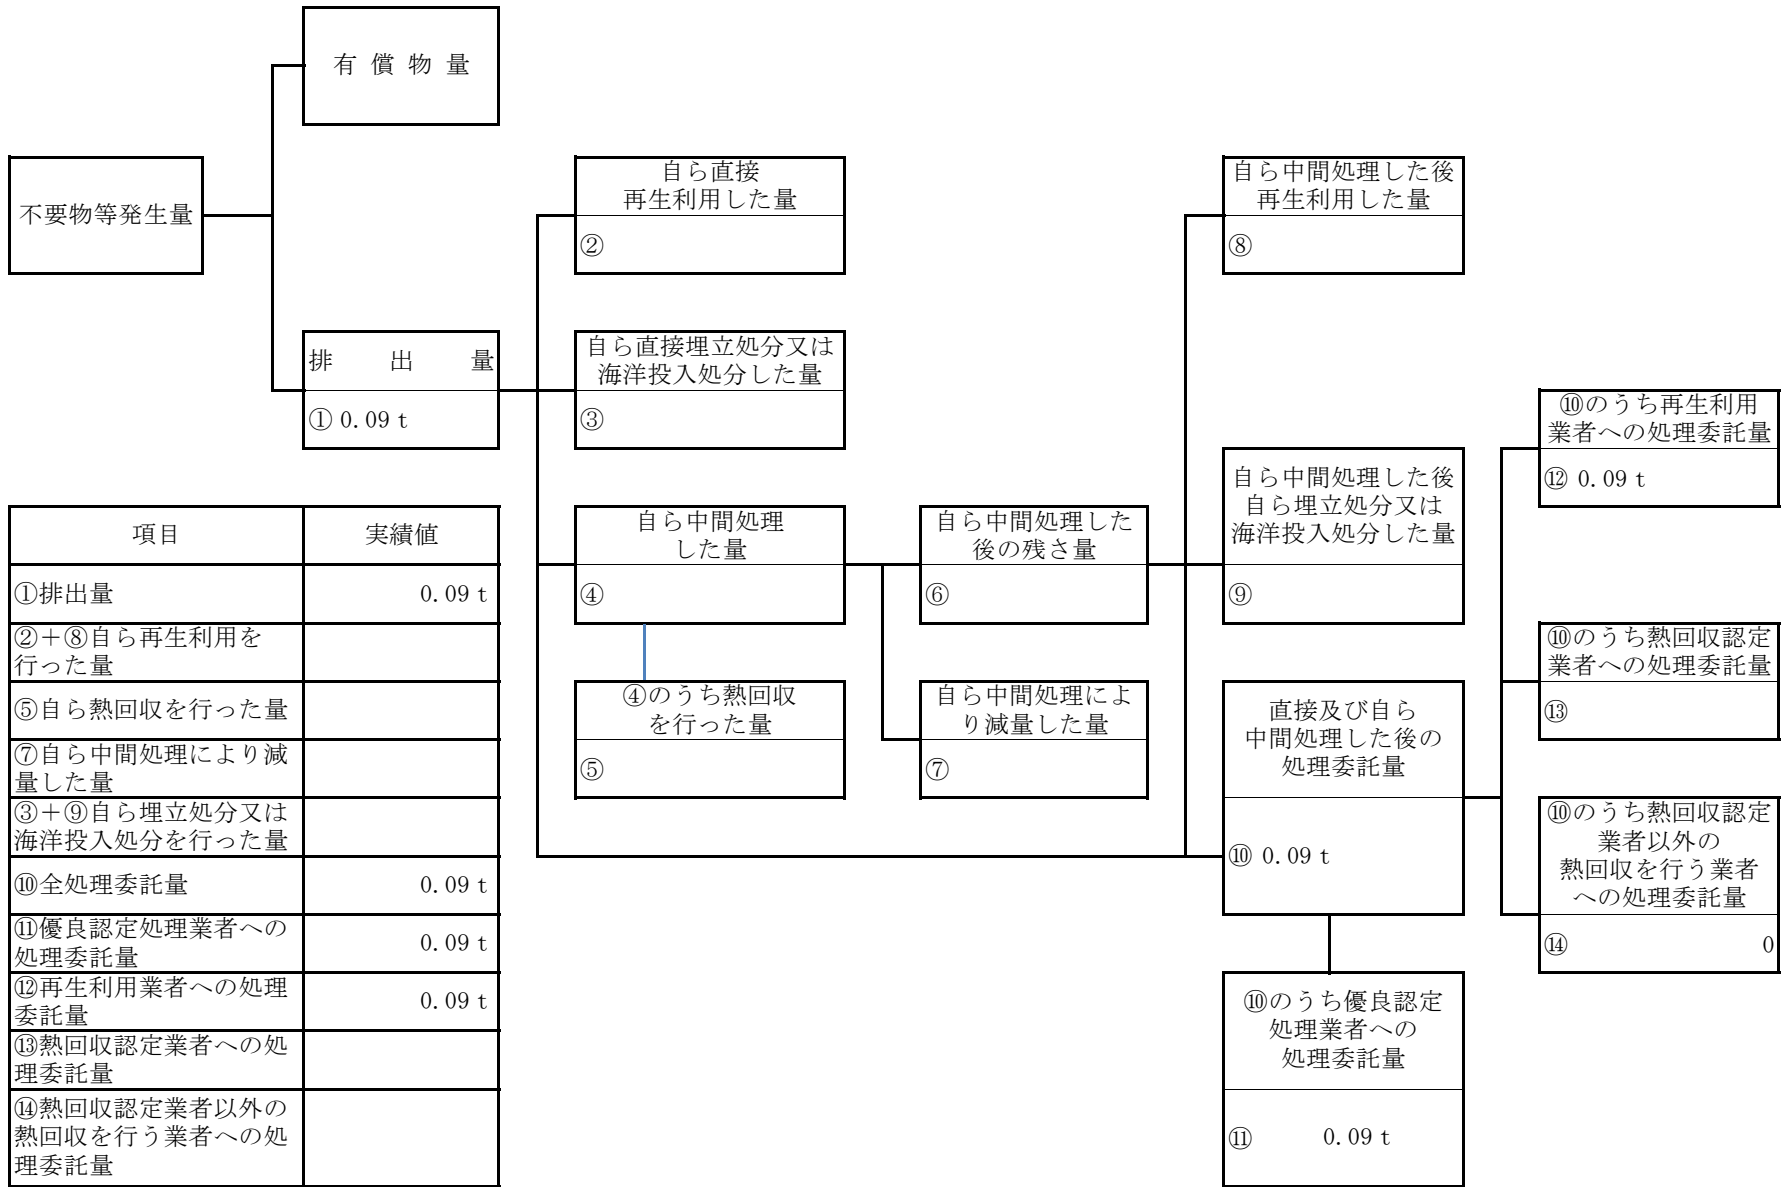 有償物量
不要物等発生量
排出量
① 0.09 t
自ら直接
再生利用した量
②
自ら直接埋立処分又は
海洋投入処分した量
③
自ら中間処理
した量
④
④のうち熱回収
を行った量
⑤
自ら中間処理した
後の残さ量
⑥
自ら中間処理によ
り減量した量
⑦
自ら中間処理した後
再生利用した量
⑧
自ら中間処理した後
自ら埋立処分又は
海洋投入処分した量
⑨
直接及び自ら
中間処理した後の
処理委託量
⑩ 0.09 t
⑩のうち優良認定
処理業者への
処理委託量
⑪ 0.09 t
⑩のうち再生利用
業者への処理委託量
⑫ 0.09 t
⑩のうち熱回収認定
業者への処理委託量
⑬
⑩のうち熱回収認定
業者以外の
熱回収を行う業者
への処理委託量
⑭ 0
項目 実績値
①排出量 0.09 t
②+⑧自ら再生利用を
行った量
⑤自ら熱回収を行った量
⑦自ら中間処理により減
量した量
③+⑨自ら埋立処分又は
海洋投入処分を行った量
⑩全処理委託量 0.09 t
⑪優良認定処理業者への
処理委託量 0.09 t
⑫再生利用業者への処理
委託量 0.09 t
⑬熱回収認定業者への処
理委託量
⑭熱回収認定業者以外の
熱回収を行う業者への処
理委託量